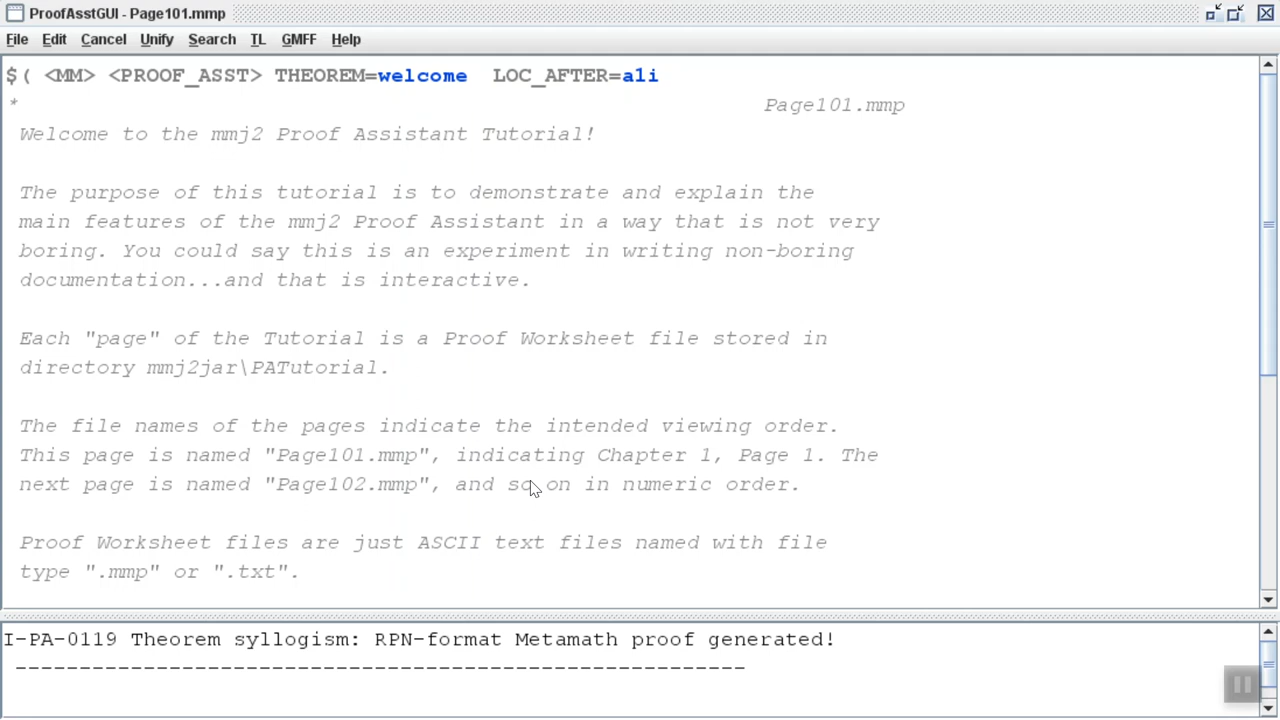 ProofAsstGUI - Page101.mmp
File Edit Cancel Unify Search TL GMFF Help
$( <MM> <PROOF_ASST> THEOREM=welcome LOC_AFTER=a1i
* Page101.mmp
Welcome to the mmj2 Proof Assistant Tutorial!
The purpose of this tutorial is to demonstrate and explain the
main features of the mmj2 Proof Assistant in a way that is not very
boring. You could say this is an experiment in writing non-boring
documentation...and that is interactive.
Each "page" of the Tutorial is a Proof Worksheet file stored in
directory mmj2jar\PATutorial.
The file names of the pages indicate the intended viewing order.
This page is named "Page101.mmp", indicating Chapter 1, Page 1. The
next page is named "Page102.mmp", and so on in numeric order.
Proof Worksheet files are just ASCII text files named with file
type ".mmp" or ".txt".
I-PA-0119 Theorem syllogism: RPN-format Metamath proof generated!
---------------------------------------------------------